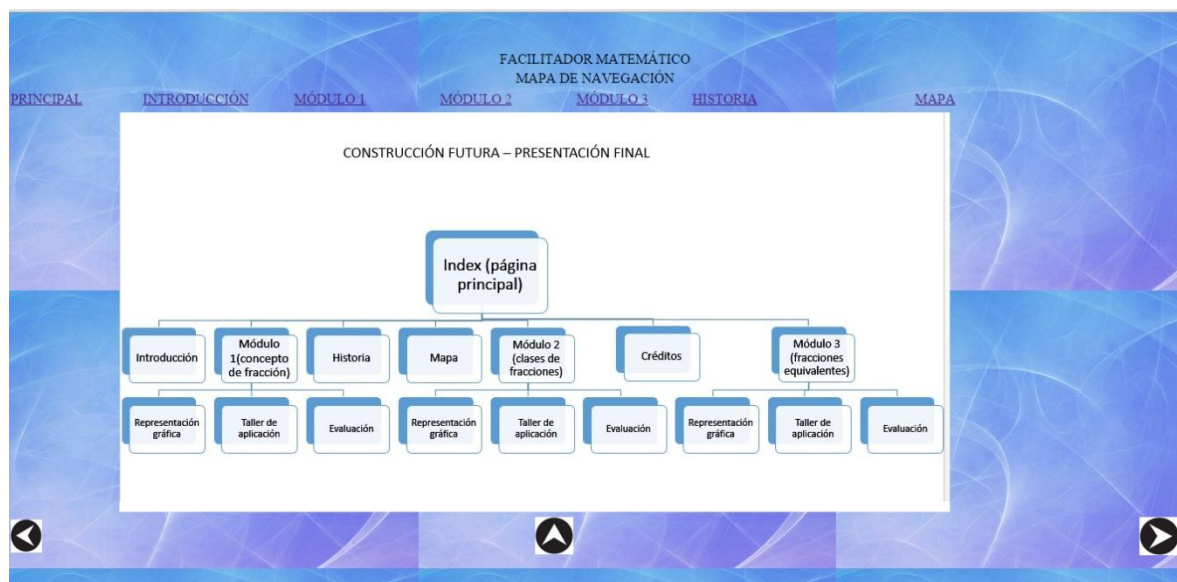 FACILITADOR MATEMÁTICO
MAPA DE NAVEGACIÓN
PRINCIPAL INTRODUCCIÓN MÓDULO 1 MÓDULO 2 MÓDULO 3 HISTORIA MAPA
CONSTRUCCIÓN FUTURA – PRESENTACIÓN FINAL
Index (página
principal)
Introducción
Módulo
1(concepto
de fracción)
Historia
Mapa
Módulo 2
(clases de
fracciones)
Créditos
Módulo 3
(fracciones
equivalentes)
Representación
gráfica
Taller de
aplicación
Evaluación
Representación
gráfica
Taller de
aplicación
Evaluación
Representación
gráfica
Taller de
aplicación
Evaluación